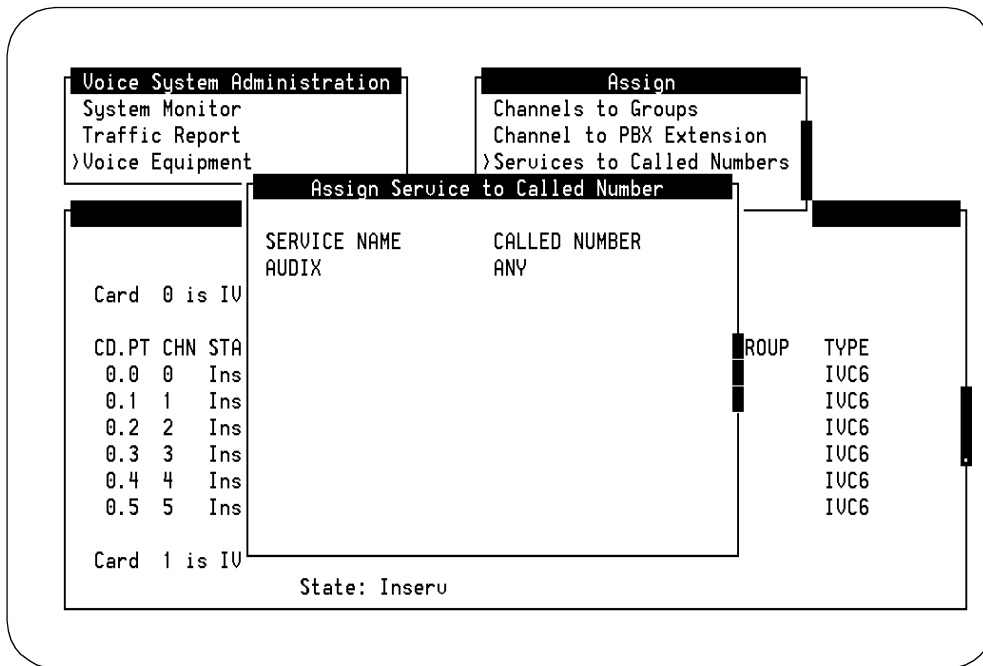 Voice System Administration
System Monitor
Traffic Report
>Voice Equipment
Assign
Channels to Groups
Channel to PBX Extension
>Services to Called Numbers
Assign Service to Called Number
SERVICE NAME CALLED NUMBER
AUDIX ANY
Card 0 is IV
CD.PT CHN STA ROUP TYPE
0.0 0 Ins IVC6
0.1 1 Ins IVC6
0.2 2 Ins IVC6
0.3 3 Ins IVC6
0.4 4 Ins IVC6
0.5 5 Ins IVC6
Card 1 is IV
State: Inserv